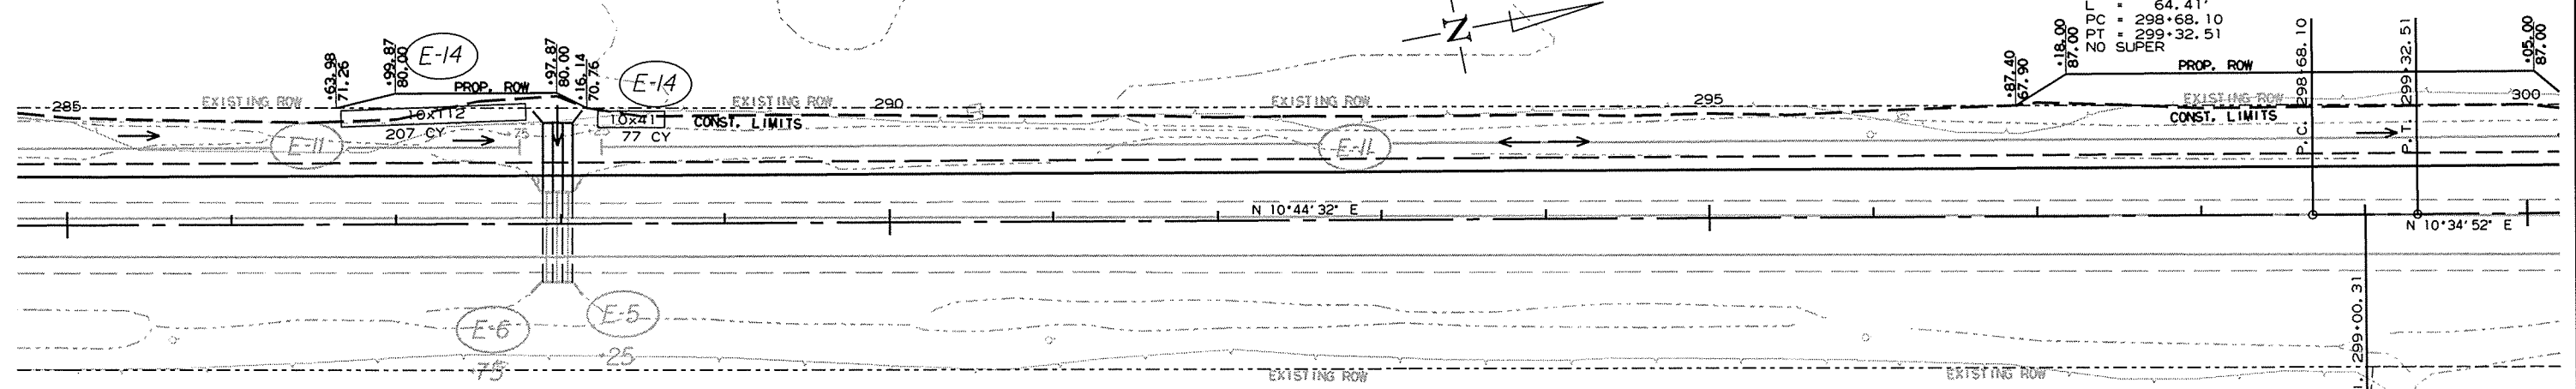 L = 64.41'
PC = 298+68.10
PT = 299+32.51
NO SUPER
Z
+63.98
71.26
+99.87
80.00
E-14
+97.87
80.00
+16.14
70.76
E-14
PROP. ROW
+87.40
67.90
+18.00
87.00
PROP. ROW
+05.00
87.00
P.C. 298+68.10
P.T. 299+32.51
285
EXISTING ROW
10x112
207 CY
10x41
77 CY
EXISTING ROW
CONST. LIMITS
290
EXISTING ROW
295
EXISTING ROW
CONST. LIMITS
300
E-11
+75
E-11
N 10°44'32" E
N 10°34'52" E
E-6
E-5
+75
+25
EXISTING ROW
EXISTING ROW
299+00.31